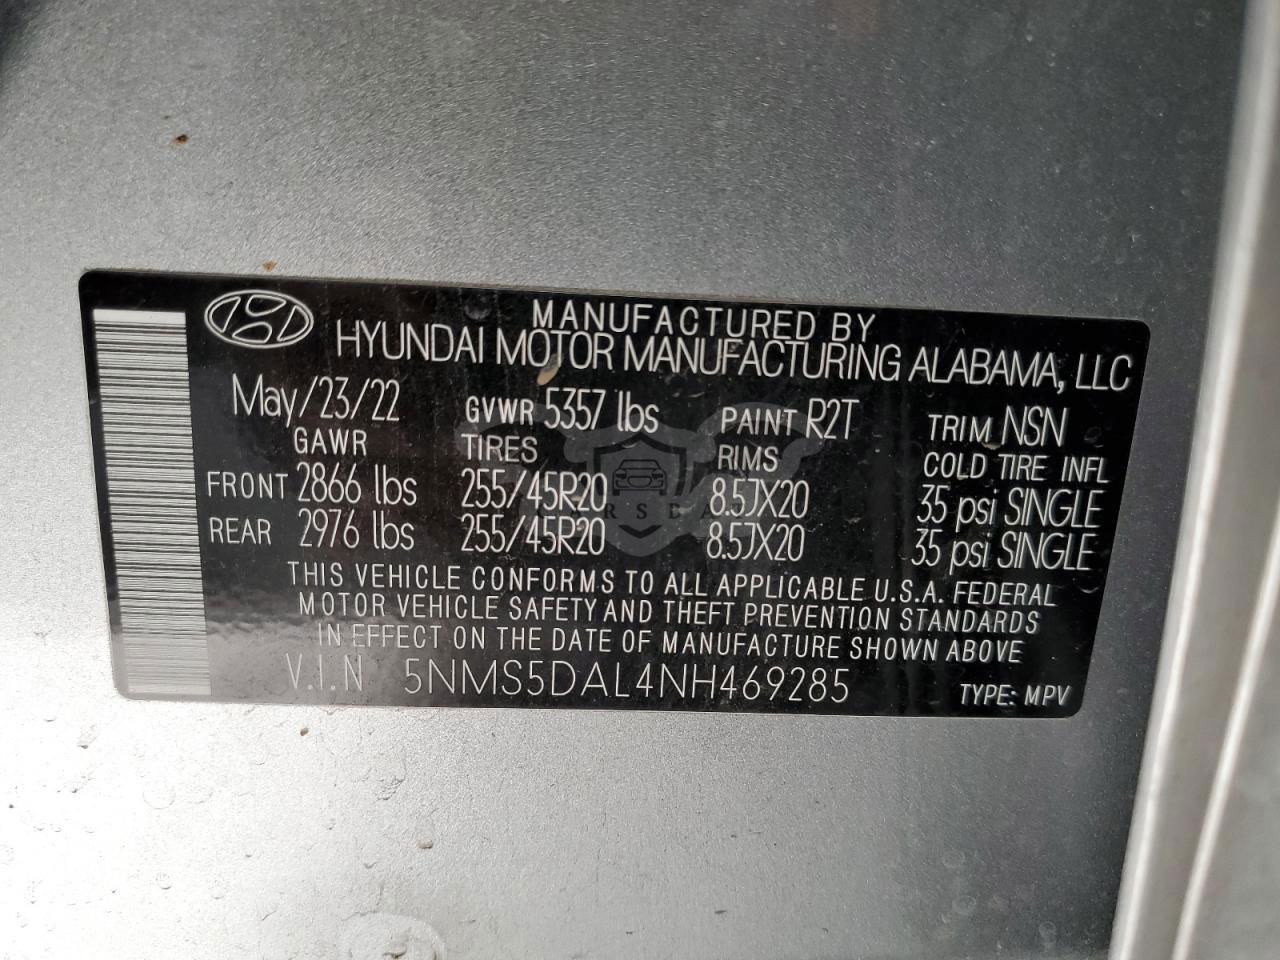 MANUFACTURED BY
HYUNDAI MOTOR MANUFACTURING ALABAMA, LLC
May/23/22 GVWR 5357 lbs PAINT R2T TRIM NSN
GAWR TIRES RIMS COLD TIRE INFL
FRONT 2866 lbs 255/45R20 8.5JX20 35 psi SINGLE
REAR 2976 lbs 255/45R20 8.5JX20 35 psi SINGLE
THIS VEHICLE CONFORMS TO ALL APPLICABLE U.S.A. FEDERAL
MOTOR VEHICLE SAFETY AND THEFT PREVENTION STANDARDS
IN EFFECT ON THE DATE OF MANUFACTURE SHOWN ABOVE
V.I.N 5NMS5DAL4NH469285 TYPE: MPV